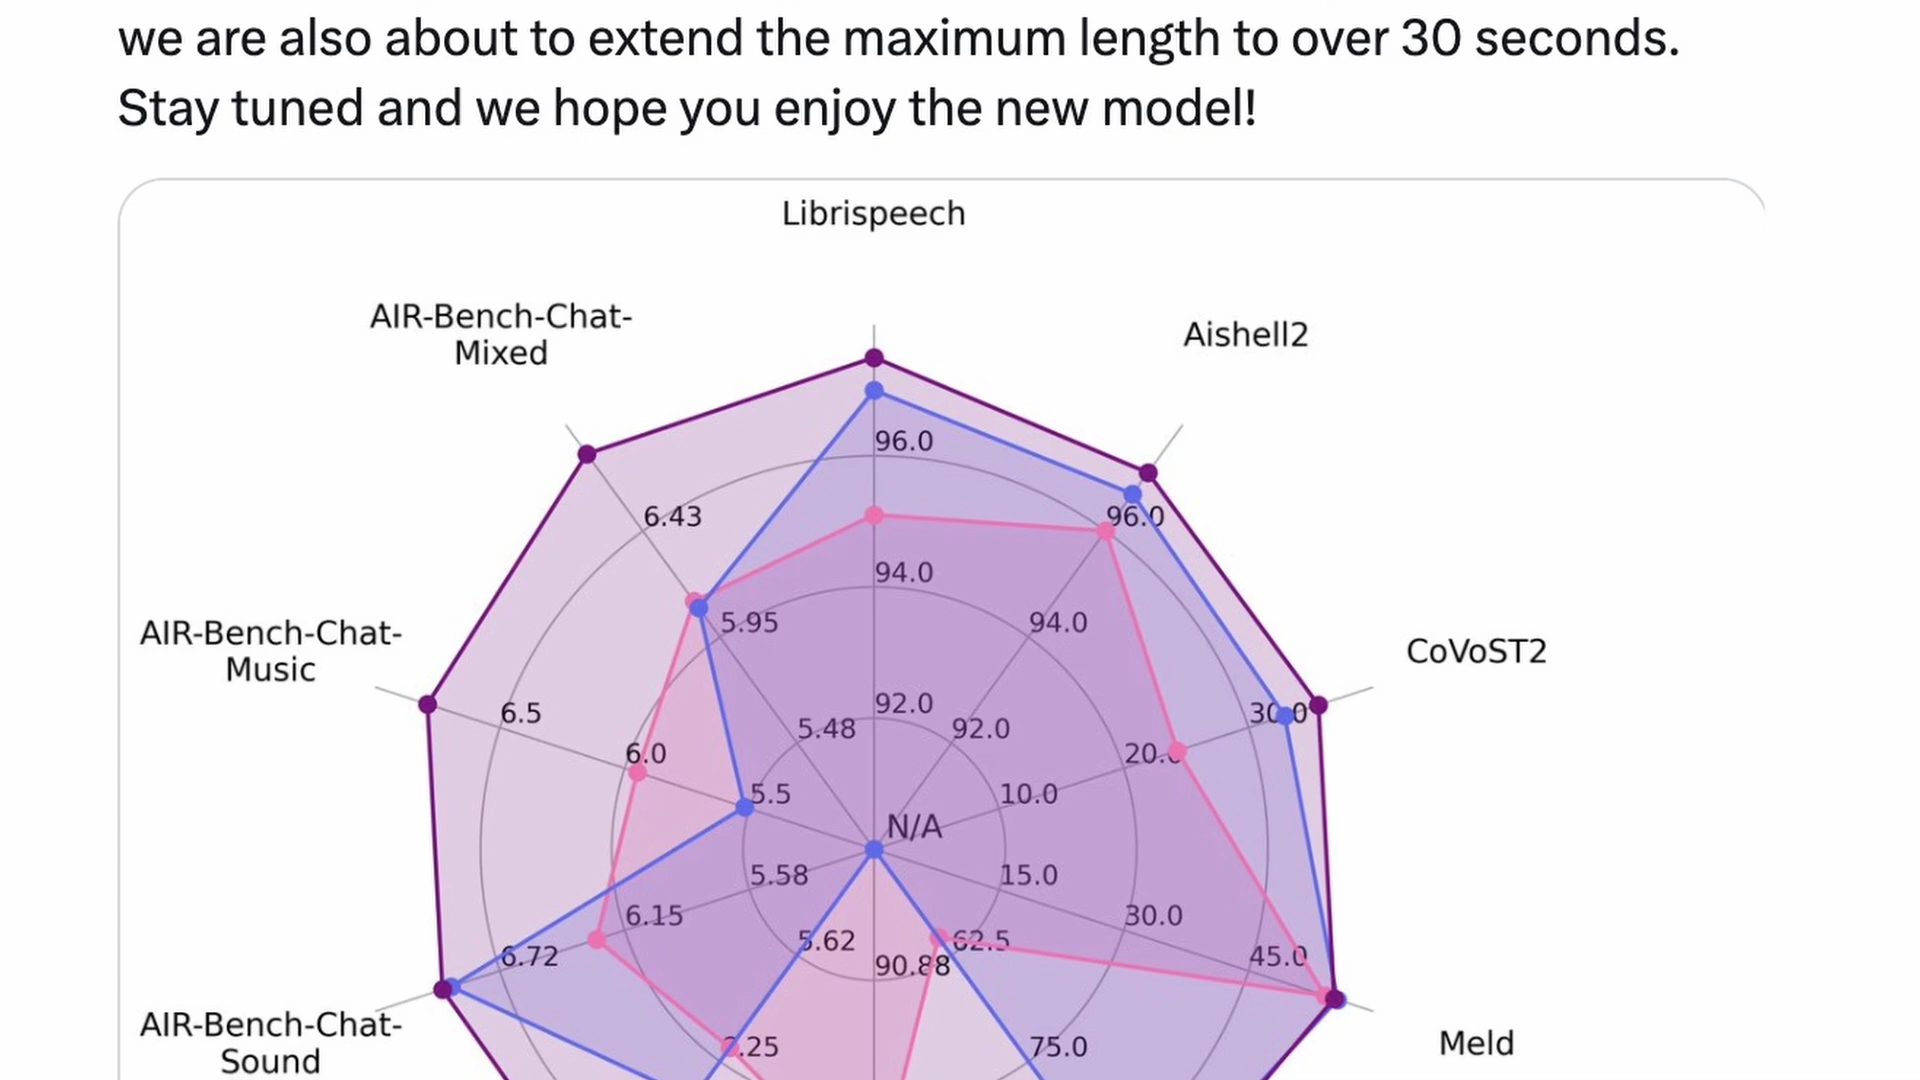 we are also about to extend the maximum length to over 30 seconds.
Stay tuned and we hope you enjoy the new model!
Librispeech
AIR-Bench-Chat-
Mixed
Aishell2
96.0
6.43
96.0
94.0
5.95
94.0
AIR-Bench-Chat-
Music
CoVoST2
6.5
92.0
30.0
5.48
92.0
6.0
20.0
5.5
10.0
N/A
5.58
15.0
6.15
30.0
5.62
62.5
6.72
45.0
90.88
AIR-Bench-Chat-
Sound
.25
75.0
Meld